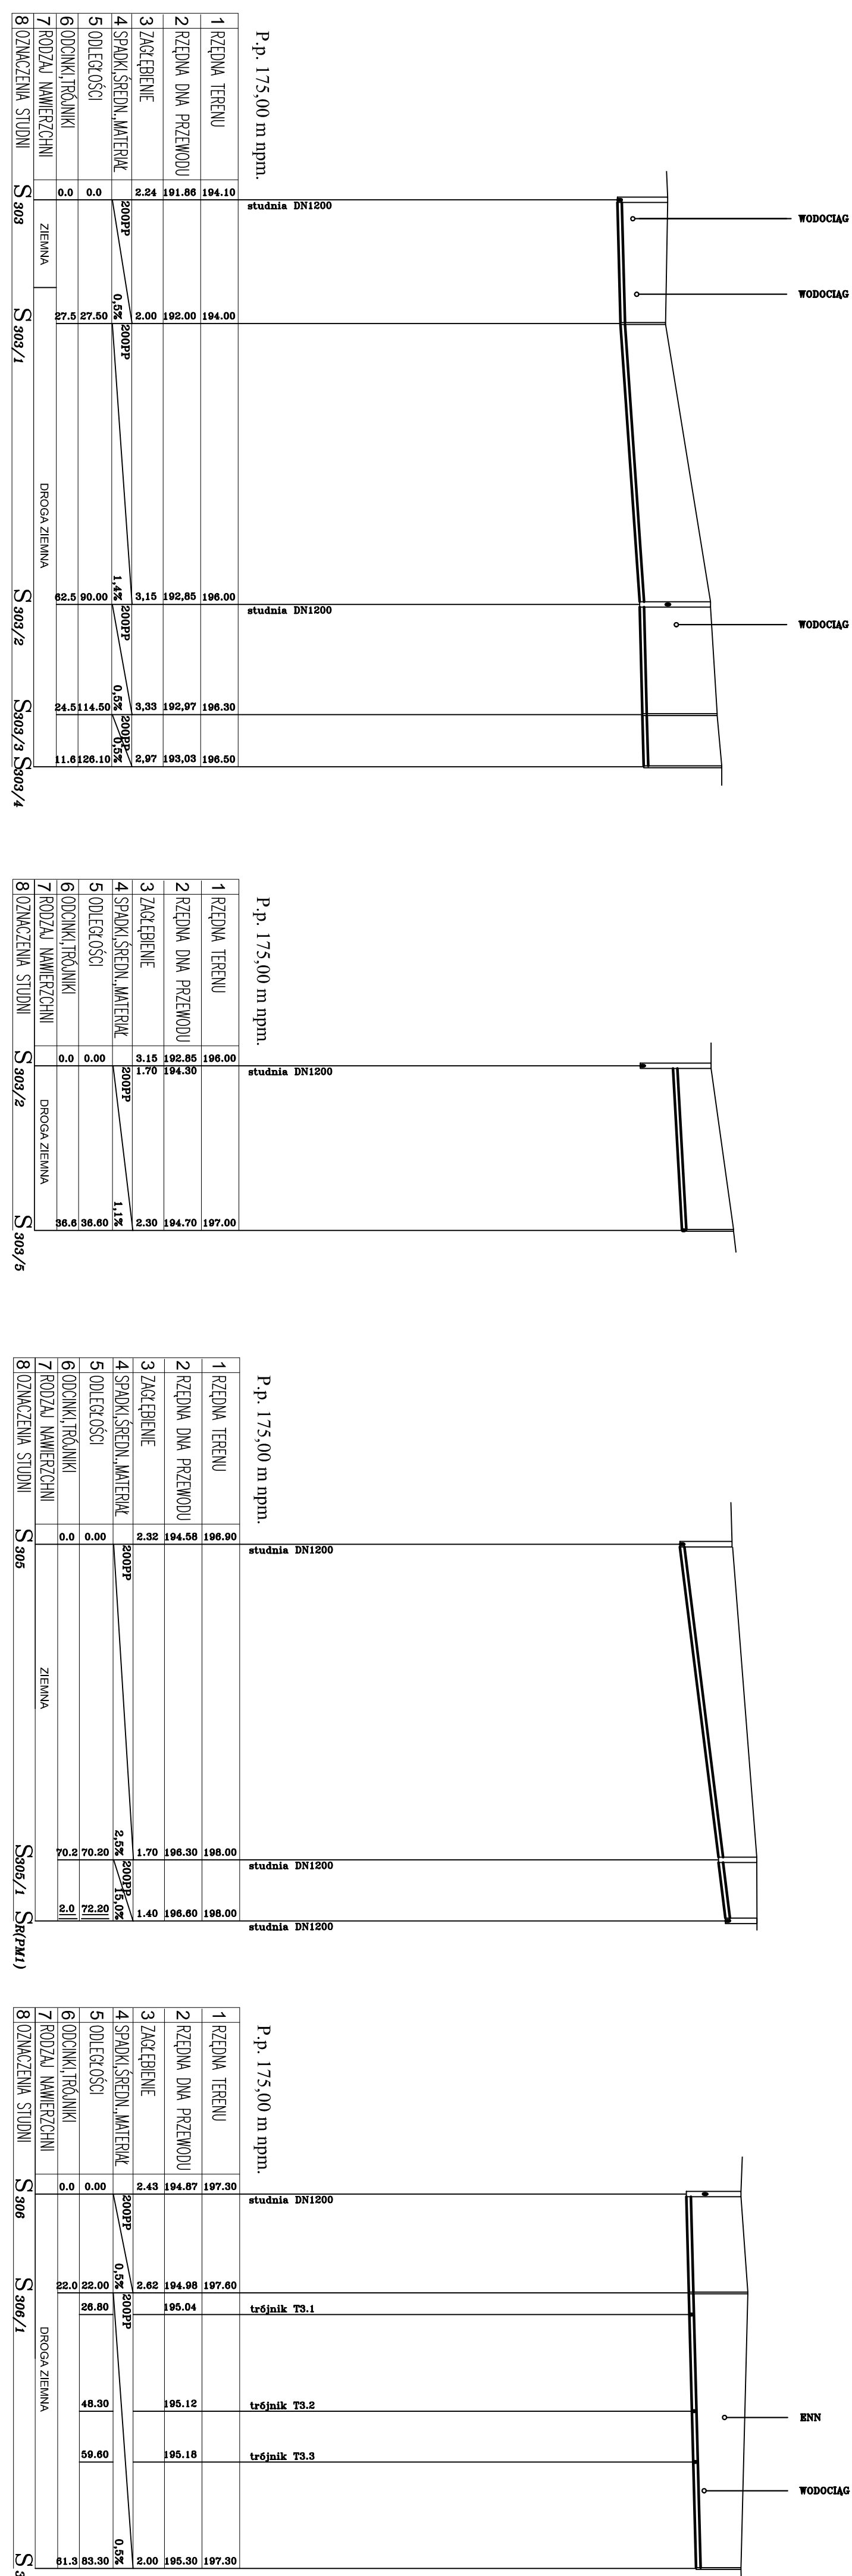 P.p. 175,00 m npm.
WODOCIĄG
WODOCIĄG
WODOCIĄG
studnia DN1200
studnia DN1200
1 RZĘDNA TERENU 194.10 194.00 196.00 196.30 196.50
2 RZĘDNA DNA PRZEWODU 191.86 192.00 192,85 192,97 193,03
3 ZAGŁĘBIENIE 2.24 2.00 3,15 3,33 2,97
4 SPADKI,ŚREDN.,MATERIAŁ 200PP 0,5% 200PP 1,4% 200PP 0,5% 200PP 0,5%
5 ODLEGŁOŚCI 0.0 27.50 90.00 114.50 126.10
6 ODCINKI,TRÓJNIKI 0.0 27.5 62.5 24.5 11.6
7 RODZAJ NAWIERZCHNI ZIEMNA DROGA ZIEMNA
8 OZNACZENIA STUDNI S303 S303/1 S303/2 S303/3 S303/4
P.p. 175,00 m npm.
studnia DN1200
1 RZĘDNA TERENU 196.00 197.00
2 RZĘDNA DNA PRZEWODU 192.85 194.30 194.70
3 ZAGŁĘBIENIE 3.15 1.70 2.30
4 SPADKI,ŚREDN.,MATERIAŁ 200PP 1,1%
5 ODLEGŁOŚCI 0.00 36.60
6 ODCINKI,TRÓJNIKI 0.0 36.6
7 RODZAJ NAWIERZCHNI DROGA ZIEMNA
8 OZNACZENIA STUDNI S303/2 S303/5
P.p. 175,00 m npm.
studnia DN1200
studnia DN1200
studnia DN1200
1 RZĘDNA TERENU 196.90 198.00 198.00
2 RZĘDNA DNA PRZEWODU 194.58 196.30 196.60
3 ZAGŁĘBIENIE 2.32 1.70 1.40
4 SPADKI,ŚREDN.,MATERIAŁ 200PP 2,5% 200PP 15,0%
5 ODLEGŁOŚCI 0.00 70.20 72.20
6 ODCINKI,TRÓJNIKI 0.0 70.2 2.0
7 RODZAJ NAWIERZCHNI ZIEMNA
8 OZNACZENIA STUDNI S305 S305/1 SR(PM1)
P.p. 175,00 m npm.
ENN
WODOCIĄG
studnia DN1200
trójnik T3.1
trójnik T3.2
trójnik T3.3
1 RZĘDNA TERENU 197.30 197.60 197.30
2 RZĘDNA DNA PRZEWODU 194.87 194.98 195.04 195.12 195.18 195.30
3 ZAGŁĘBIENIE 2.43 2.62 2.00
4 SPADKI,ŚREDN.,MATERIAŁ 200PP 0,5% 200PP 0,5%
5 ODLEGŁOŚCI 0.00 22.00 26.80 48.30 59.60 83.30
6 ODCINKI,TRÓJNIKI 0.0 22.0 61.3
7 RODZAJ NAWIERZCHNI DROGA ZIEMNA
8 OZNACZENIA STUDNI S306 S306/1